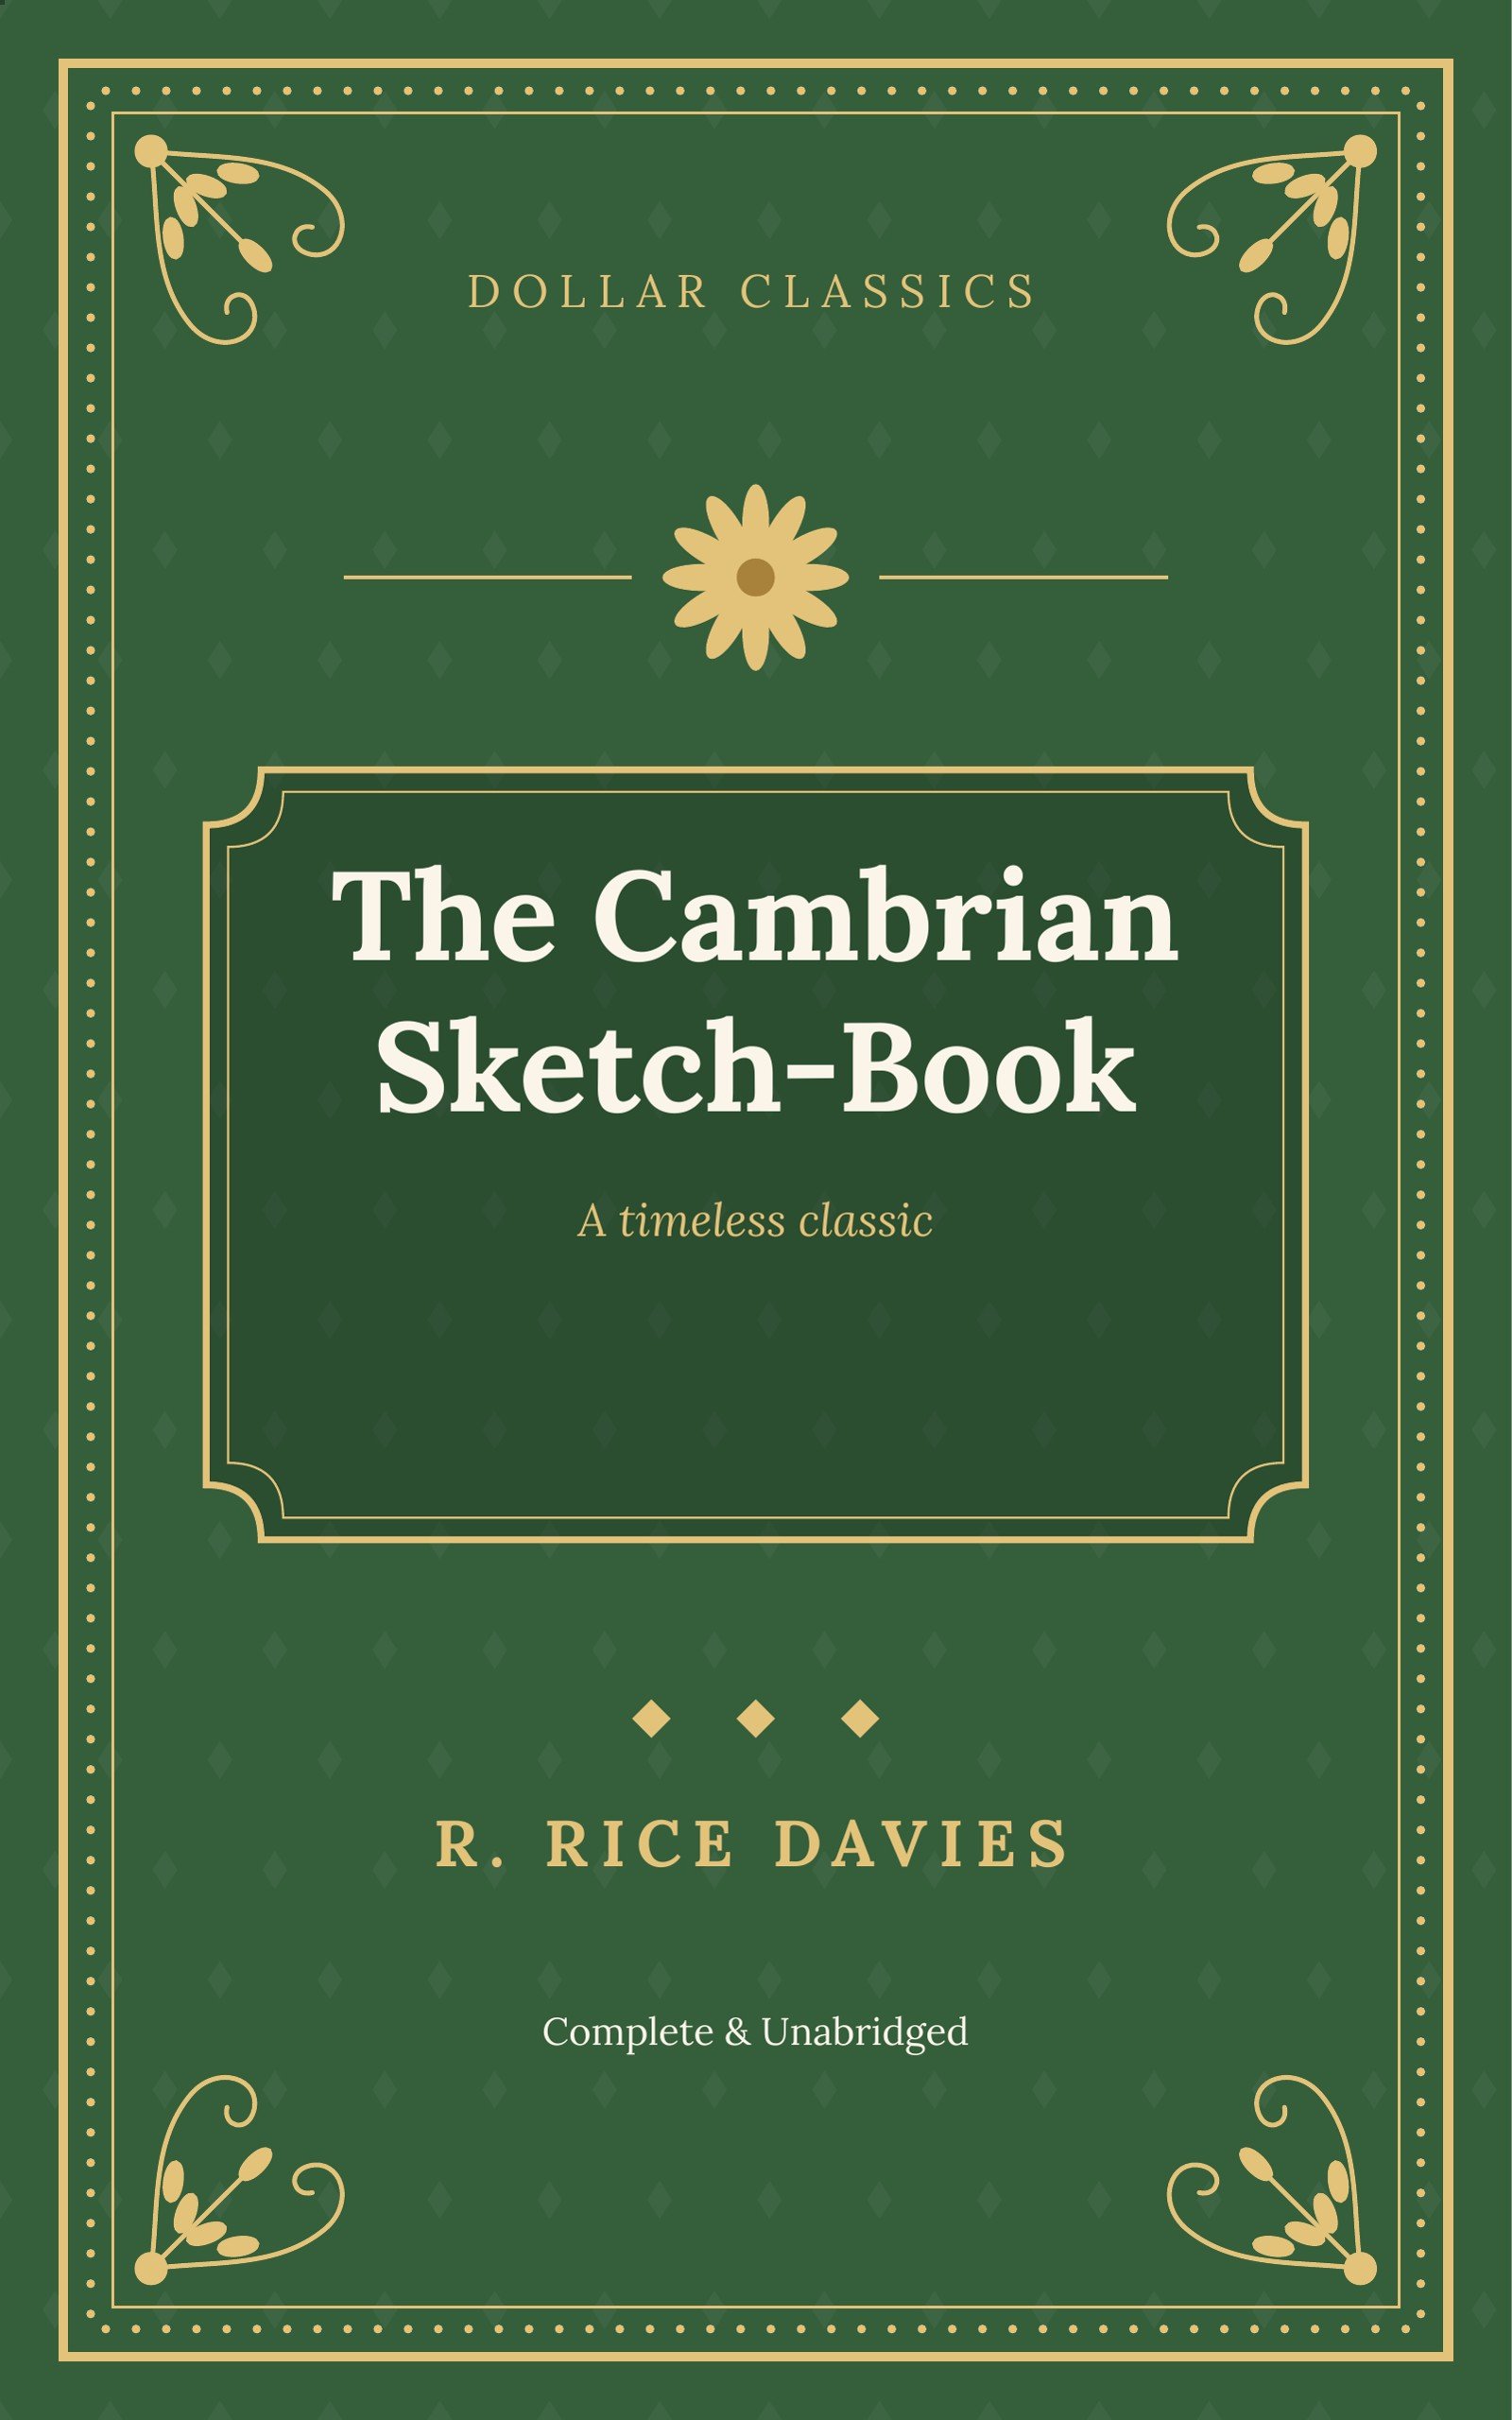 DOLLAR CLASSICS
The Cambrian
Sketch-Book
A timeless classic
R. RICE DAVIES
Complete & Unabridged